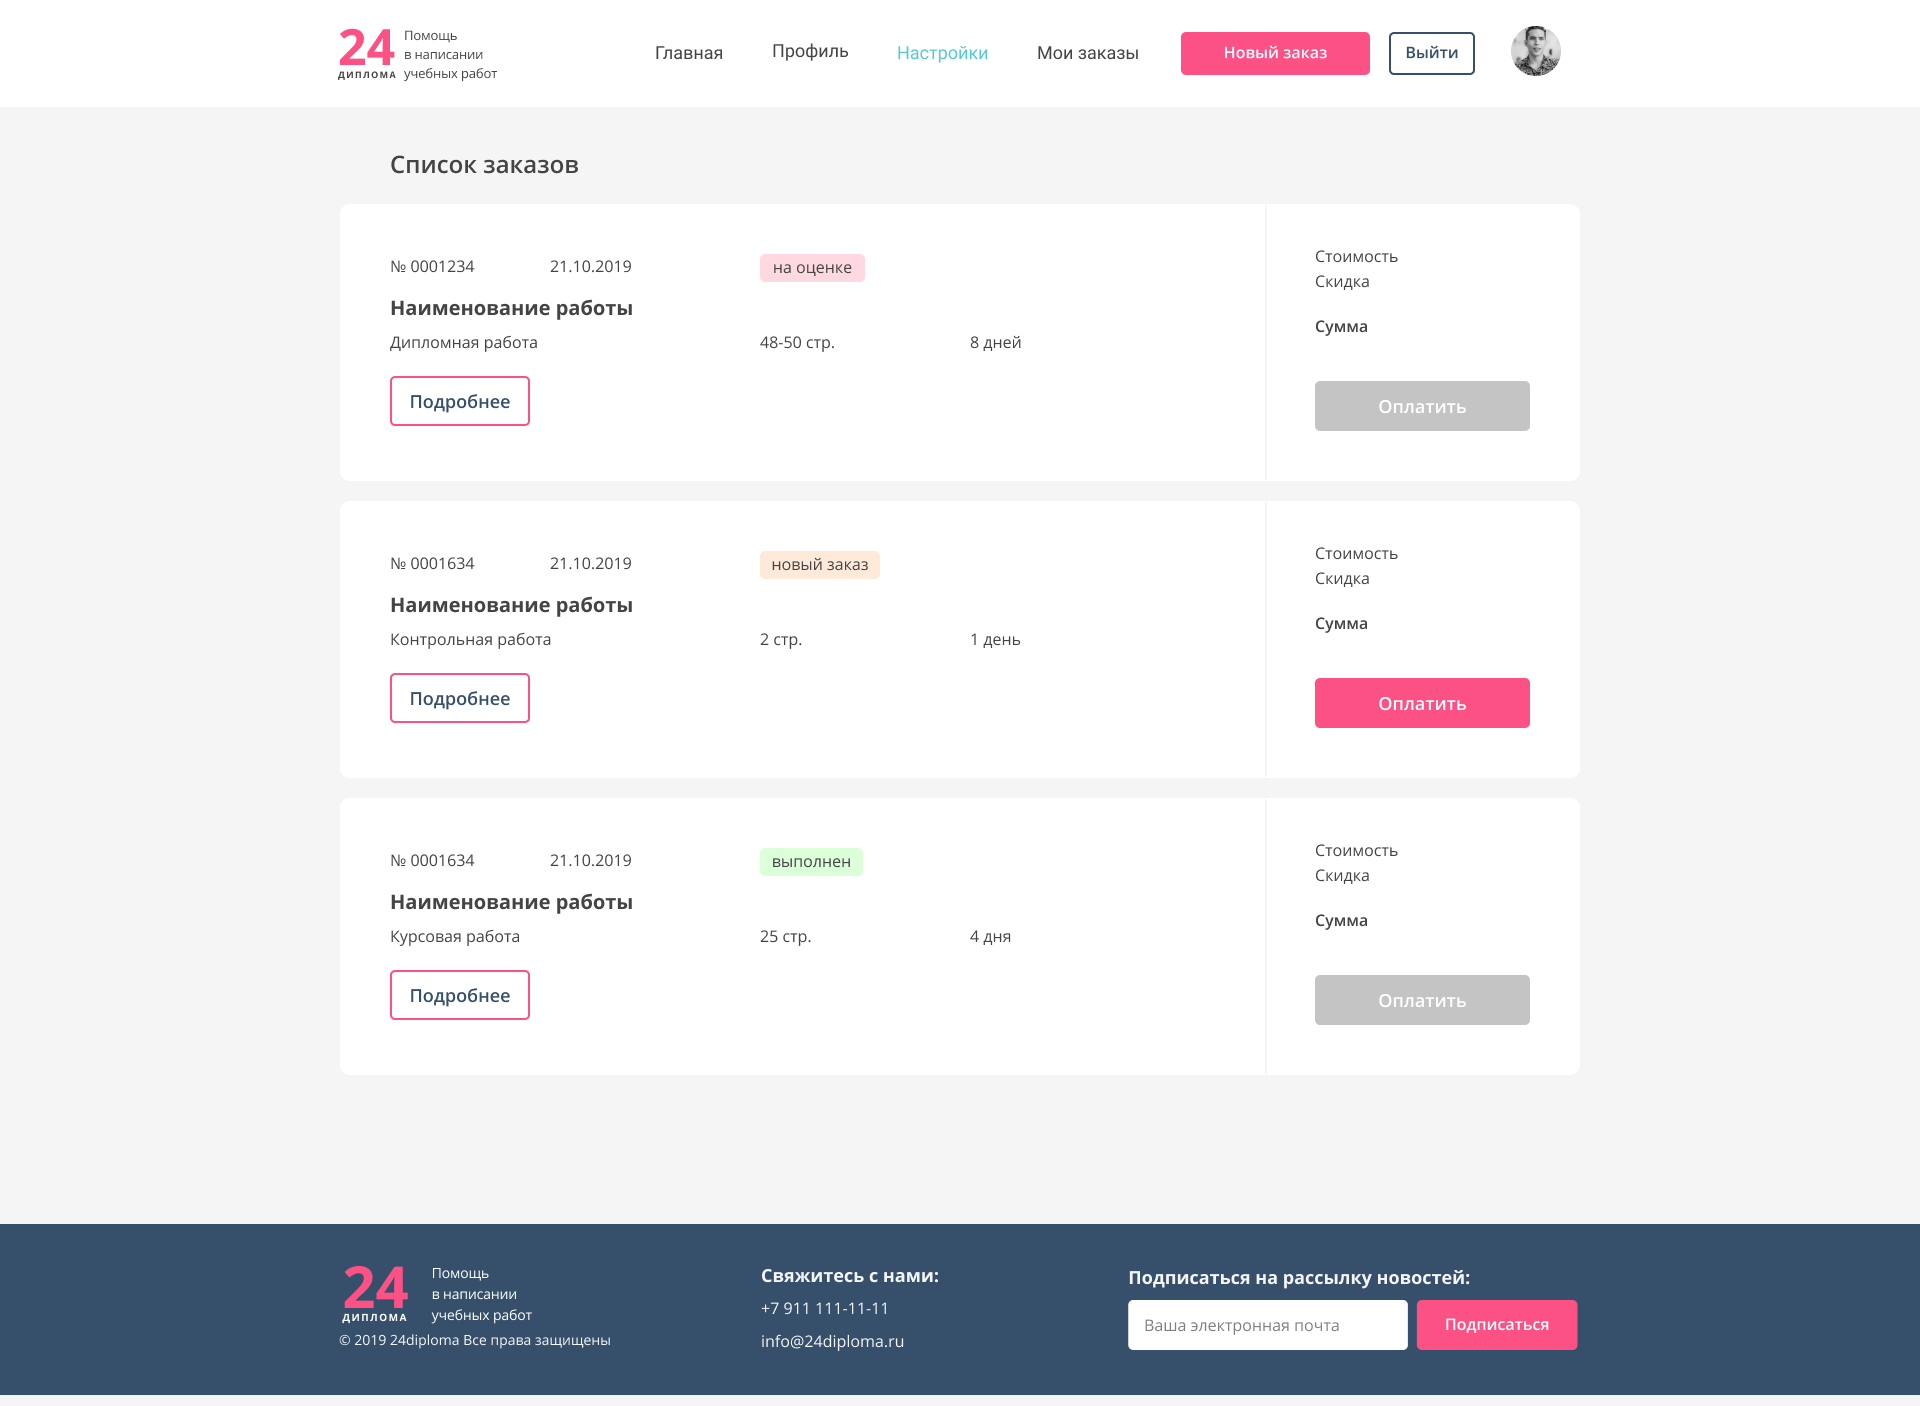 24
ДИПЛОМА
Помощь
в написании
учебных работ
Главная
Профиль
Настройки
Мои заказы
Новый заказ
Выйти
Список заказов
№ 0001234
21.10.2019
на оценке
Наименование работы
Дипломная работа
48-50 стр.
8 дней
Подробнее
Стоимость
Скидка
Сумма
Оплатить
№ 0001634
21.10.2019
новый заказ
Наименование работы
Контрольная работа
2 стр.
1 день
Подробнее
Стоимость
Скидка
Сумма
Оплатить
№ 0001634
21.10.2019
выполнен
Наименование работы
Курсовая работа
25 стр.
4 дня
Подробнее
Стоимость
Скидка
Сумма
Оплатить
24
ДИПЛОМА
Помощь
в написании
учебных работ
© 2019 24diploma Все права защищены
Свяжитесь с нами:
+7 911 111-11-11
info@24diploma.ru
Подписаться на рассылку новостей:
Ваша электронная почта
Подписаться